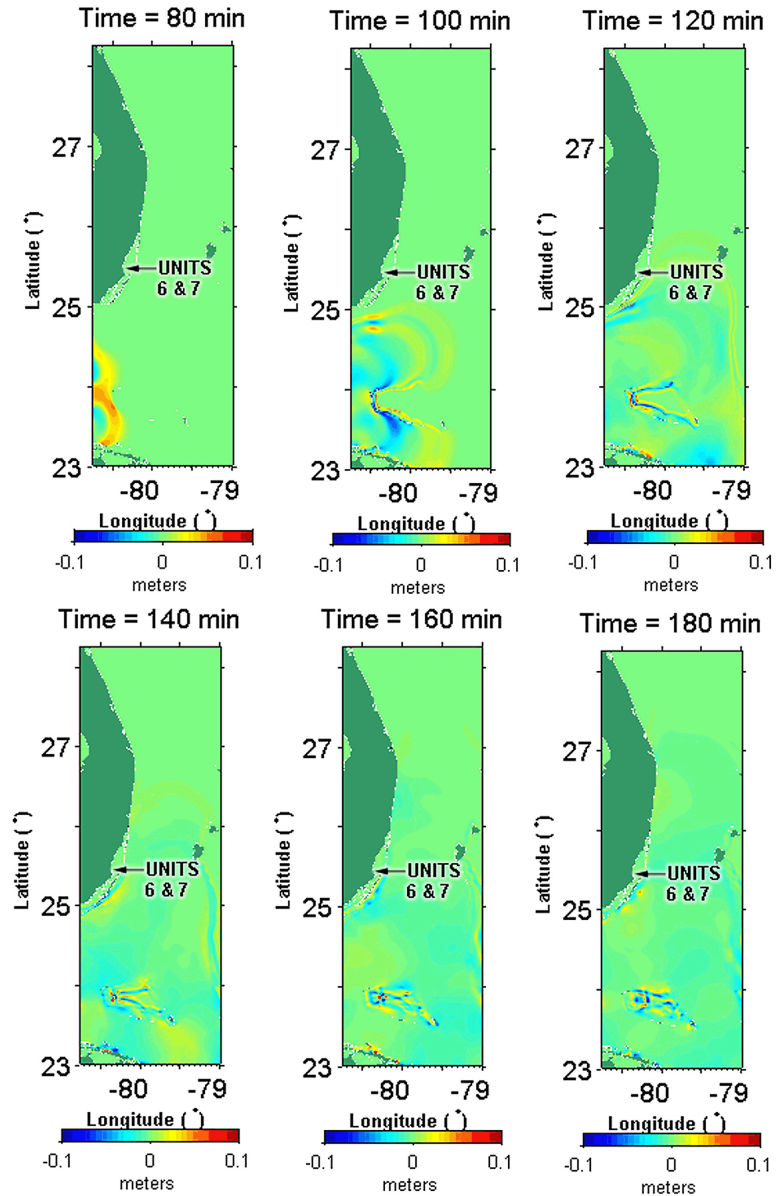 Time = 80 min
Time = 100 min
Time = 120 min
27
25
23
Latitude (°)
UNITS
6 & 7
-80
-79
Longitude (°)
-0.1
0
0.1
meters
27
25
23
Latitude (°)
UNITS
6 & 7
-80
-79
Longitude (°)
-0.1
0
0.1
meters
27
25
23
Latitude (°)
UNITS
6 & 7
-80
-79
Longitude (°)
-0.1
0
0.1
meters
Time = 140 min
Time = 160 min
Time = 180 min
27
25
23
Latitude (°)
UNITS
6 & 7
-80
-79
Longitude (°)
-0.1
0
0.1
meters
27
25
23
Latitude (°)
UNITS
6 & 7
-80
-79
Longitude (°)
-0.1
0
0.1
meters
27
25
23
Latitude (°)
UNITS
6 & 7
-80
-79
Longitude (°)
-0.1
0
0.1
meters